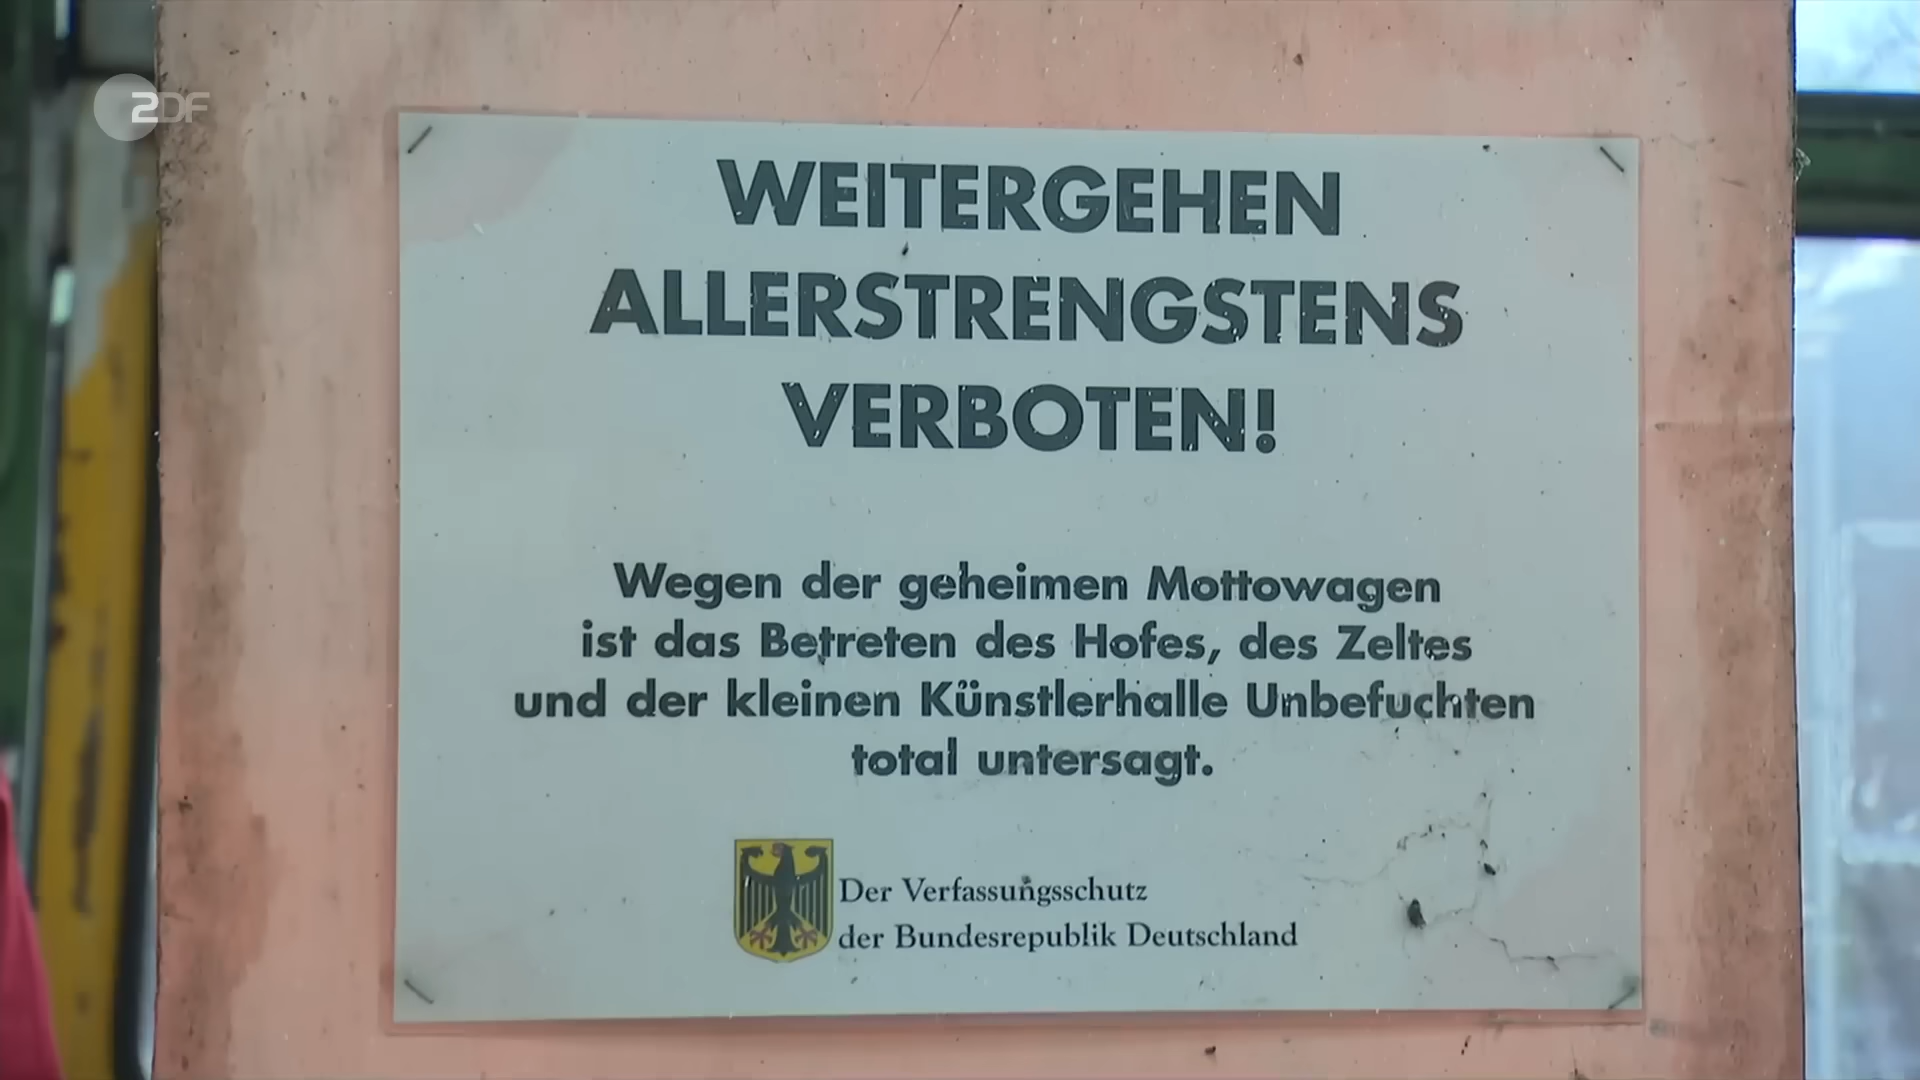 ZDF
WEITERGEHEN
ALLERSTRENGSTENS
VERBOTEN!
Wegen der geheimen Mottowagen
ist das Betreten des Hofes, des Zeltes
und der kleinen Künstlerhalle Unbefuchten
total untersagt.
Der Verfassungsschutz
der Bundesrepublik Deutschland